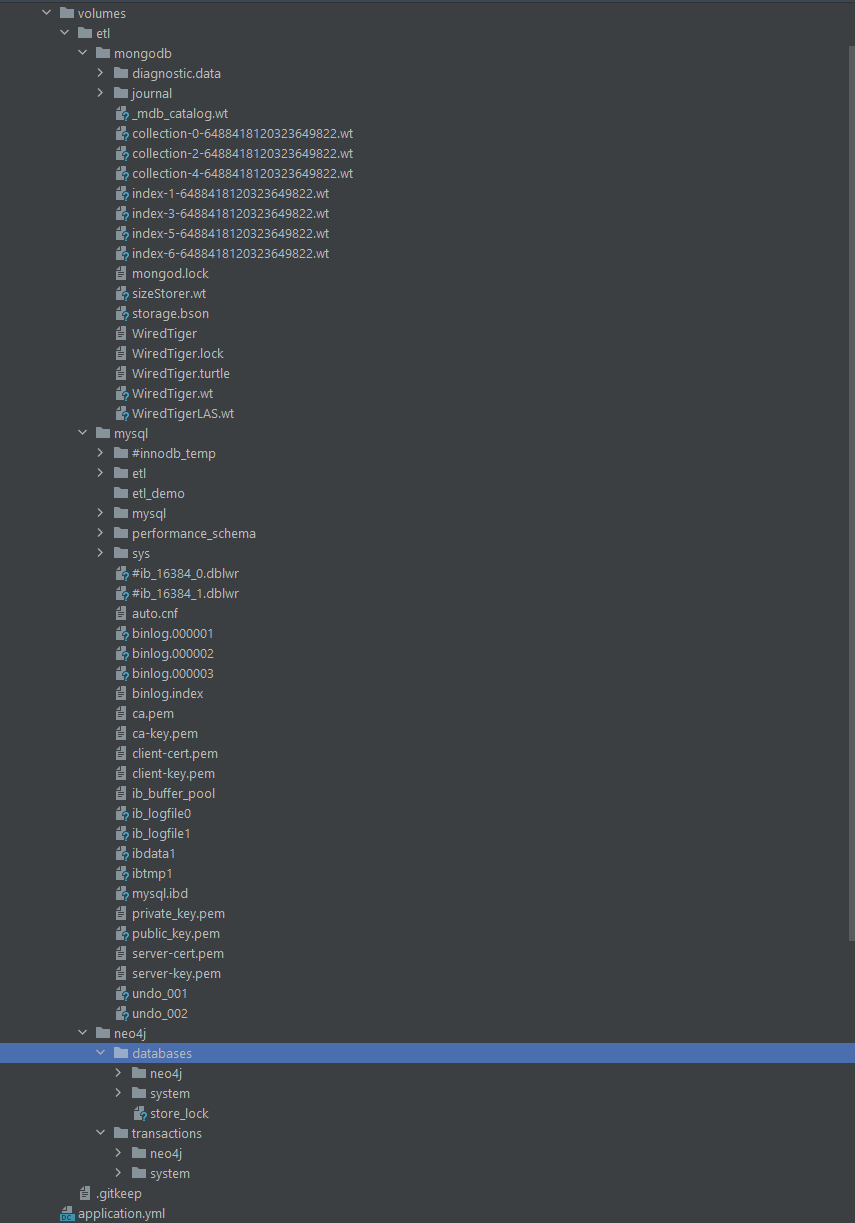 volumes
etl
mongodb
diagnostic.data
journal
_mdb_catalog.wt
collection-0-6488418120323649822.wt
collection-2-6488418120323649822.wt
collection-4-6488418120323649822.wt
index-1-6488418120323649822.wt
index-3-6488418120323649822.wt
index-5-6488418120323649822.wt
index-6-6488418120323649822.wt
mongod.lock
sizeStorer.wt
storage.bson
WiredTiger
WiredTiger.lock
WiredTiger.turtle
WiredTiger.wt
WiredTigerLAS.wt
mysql
#innodb_temp
etl
etl_demo
mysql
performance_schema
sys
#ib_16384_0.dblwr
#ib_16384_1.dblwr
auto.cnf
binlog.000001
binlog.000002
binlog.000003
binlog.index
ca.pem
ca-key.pem
client-cert.pem
client-key.pem
ib_buffer_pool
ib_logfile0
ib_logfile1
ibdata1
ibtmp1
mysql.ibd
private_key.pem
public_key.pem
server-cert.pem
server-key.pem
undo_001
undo_002
neo4j
databases
neo4j
system
store_lock
transactions
neo4j
system
.gitkeep
DC application.yml